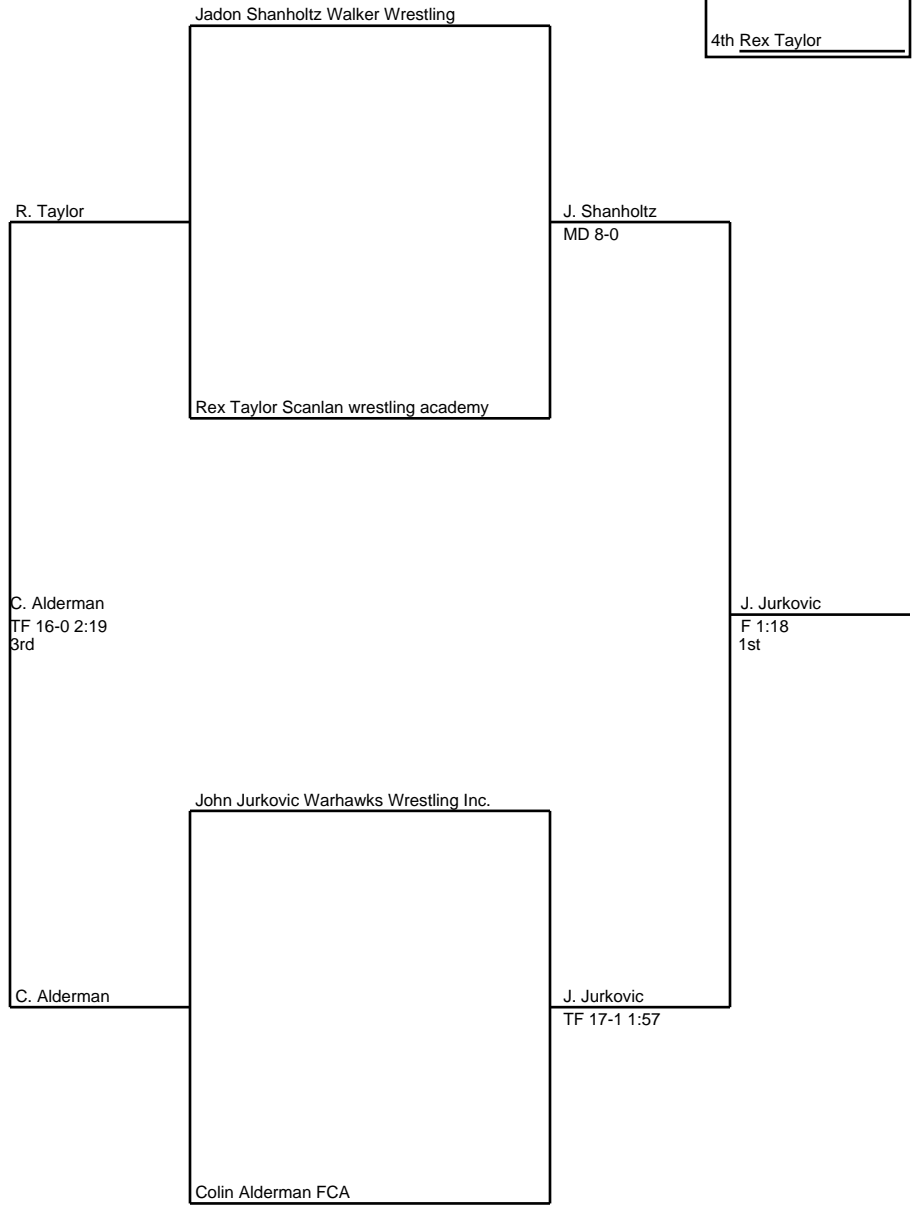 Jadon Shanholtz Walker Wrestling
4th Rex Taylor
R. Taylor
J. Shanholtz
MD 8-0
Rex Taylor Scanlan wrestling academy
C. Alderman
TF 16-0 2:19
3rd
J. Jurkovic
F 1:18
1st
John Jurkovic Warhawks Wrestling Inc.
C. Alderman
J. Jurkovic
TF 17-1 1:57
Colin Alderman FCA